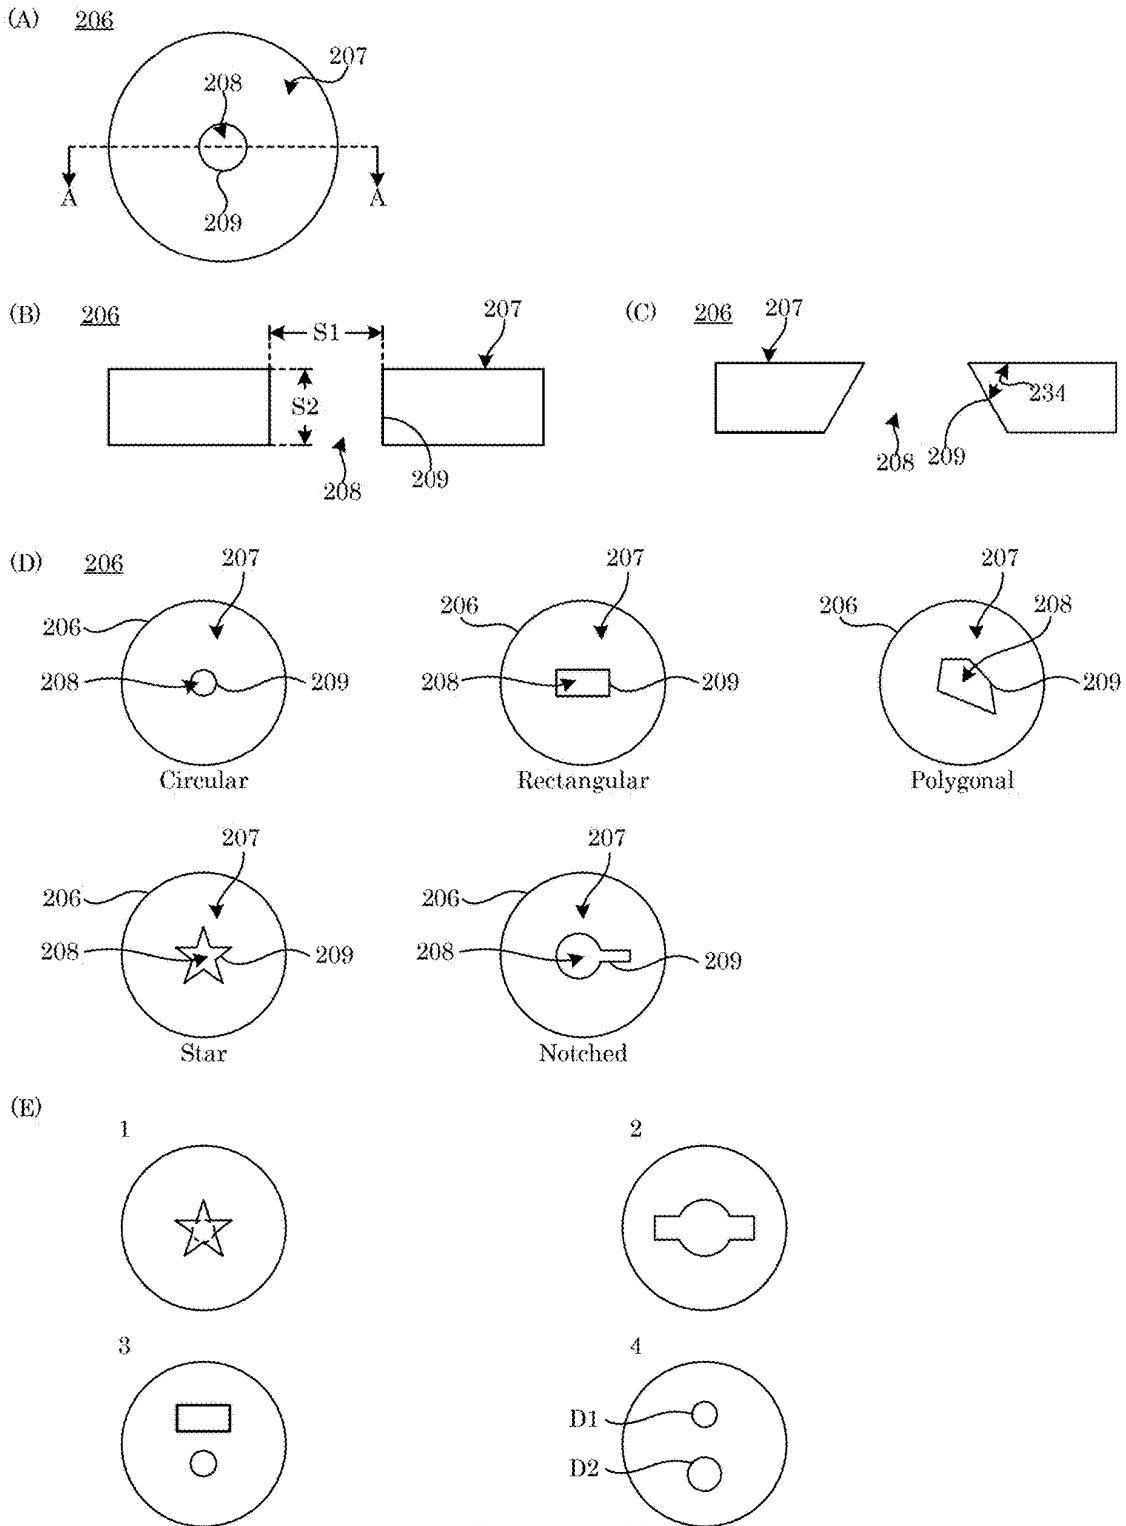 (A) 206
207
208
A A
209
(B) 206 207 (C) 206 207
S1
S2
234
208 209 208 209
(D) 206 207 207 207
206 206 206 208
208 209 208 209 209
Circular Rectangular Polygonal
207 207
206 206
208 209 208 209
Star Notched
(E)
1 2
3 4
D1
D2